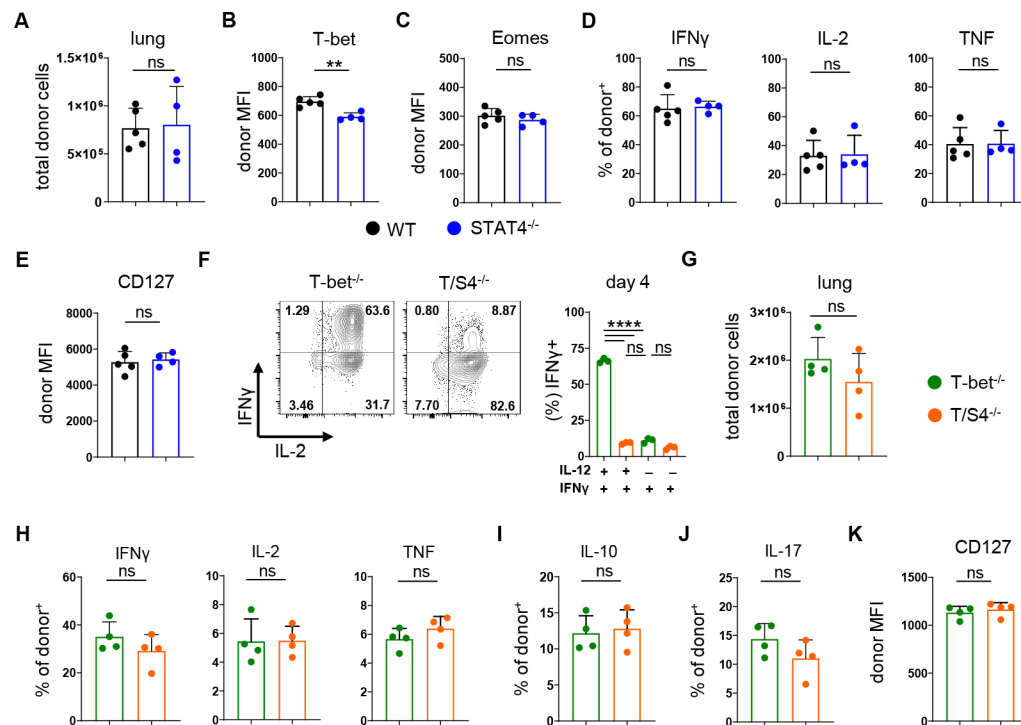 A
lung
total donor cells
1.5×10⁶
1×10⁶
5×10⁵
0
ns
B
T-bet
donor MFI
1000
800
600
400
200
0
**
C
Eomes
donor MFI
500
400
300
200
100
0
ns
D
IFNγ
% of donor⁺
100
80
60
40
20
0
ns
IL-2
100
80
60
40
20
0
ns
TNF
100
80
60
40
20
0
ns
WT
STAT4⁻/⁻
E
CD127
donor MFI
8000
6000
4000
2000
0
ns
F
T-bet⁻/⁻
1.29
63.6
3.46
31.7
T/S4⁻/⁻
0.80
8.87
7.70
82.6
IFNγ
IL-2
day 4
(%) IFNγ+
100
75
50
25
0
****
ns
ns
IL-12 + + – –
IFNγ + + + +
G
lung
total donor cells
3×10⁶
2×10⁶
1×10⁶
0
ns
T-bet⁻/⁻
T/S4⁻/⁻
H
IFNγ
% of donor⁺
60
40
20
0
ns
IL-2
10
8
6
4
2
0
ns
TNF
10
8
6
4
2
0
ns
I
IL-10
% of donor⁺
20
15
10
5
0
ns
J
IL-17
% of donor⁺
25
20
15
10
5
0
ns
K
CD127
donor MFI
1500
1000
500
0
ns